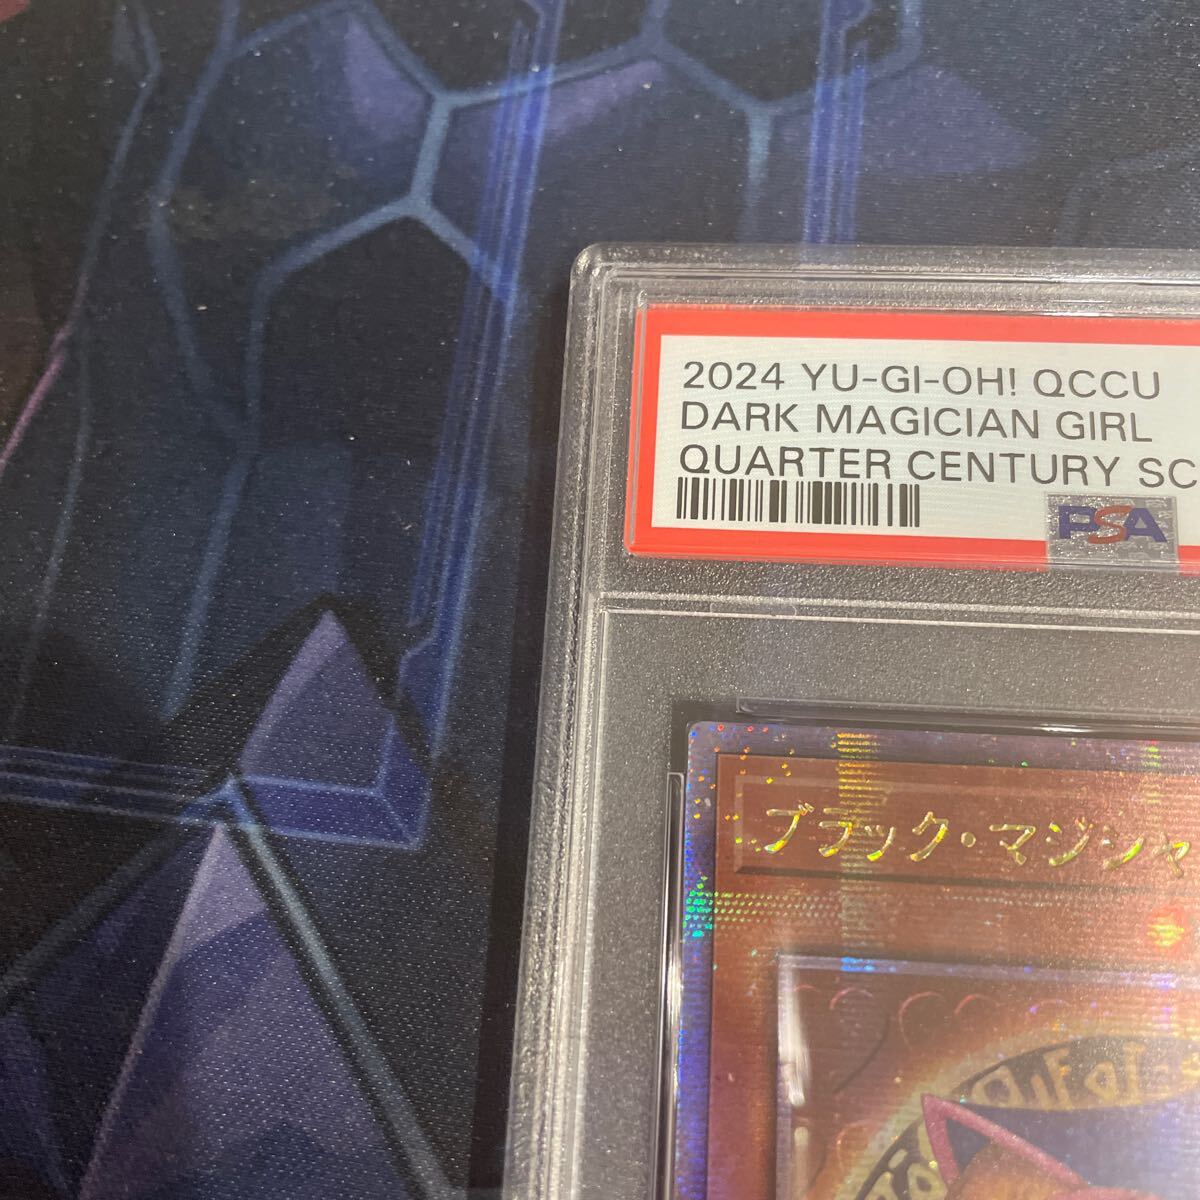 2024 YU-GI-OH! QCCU
DARK MAGICIAN GIRL
QUARTER CENTURY SC
PSA
ブラック・マジシャ